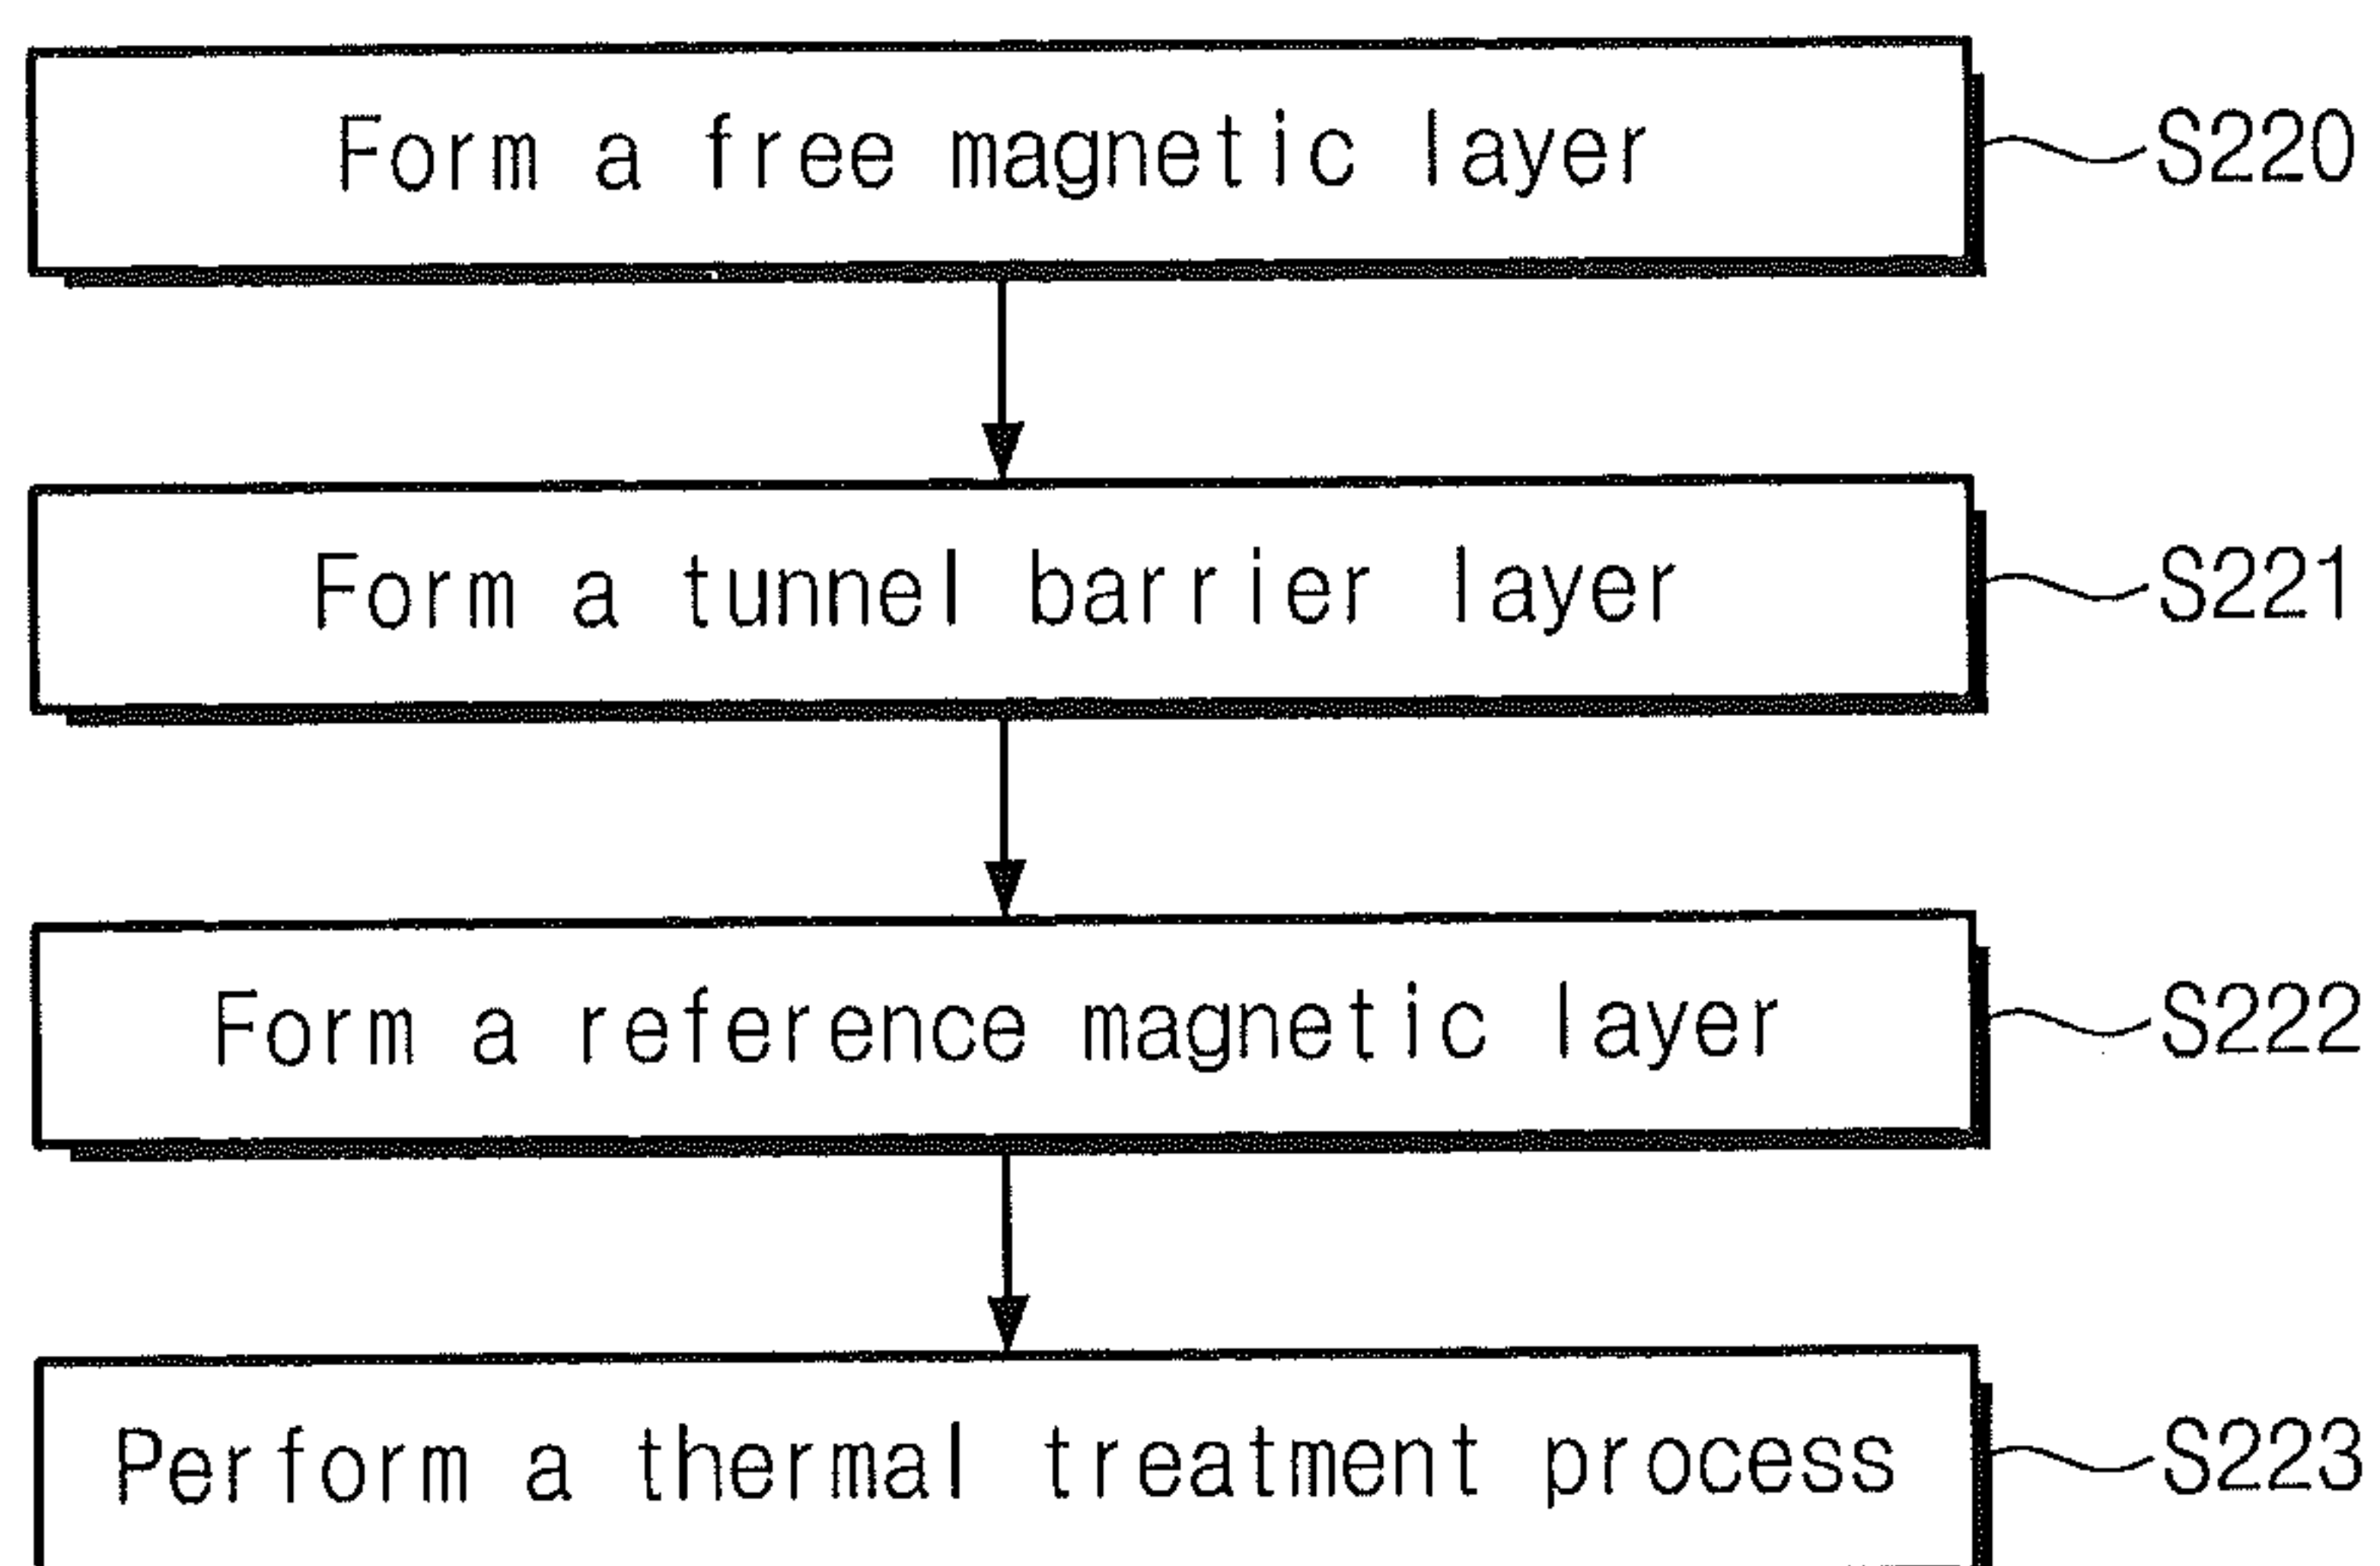 Form a free magnetic layer S220
Form a tunnel barrier layer S221
Form a reference magnetic layer S222
Perform a thermal treatment process S223